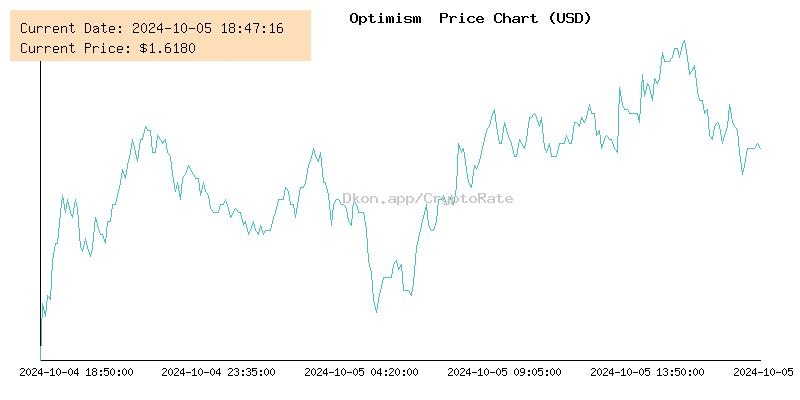 Optimism Price Chart (USD)
Current Date: 2024-10-05 18:47:16
Current Price: $1.6180
Dkon.app/CryptoRate
2024-10-04 18:50:00
2024-10-04 23:35:00
2024-10-05 04:20:00
2024-10-05 09:05:00
2024-10-05 13:50:00
2024-10-05